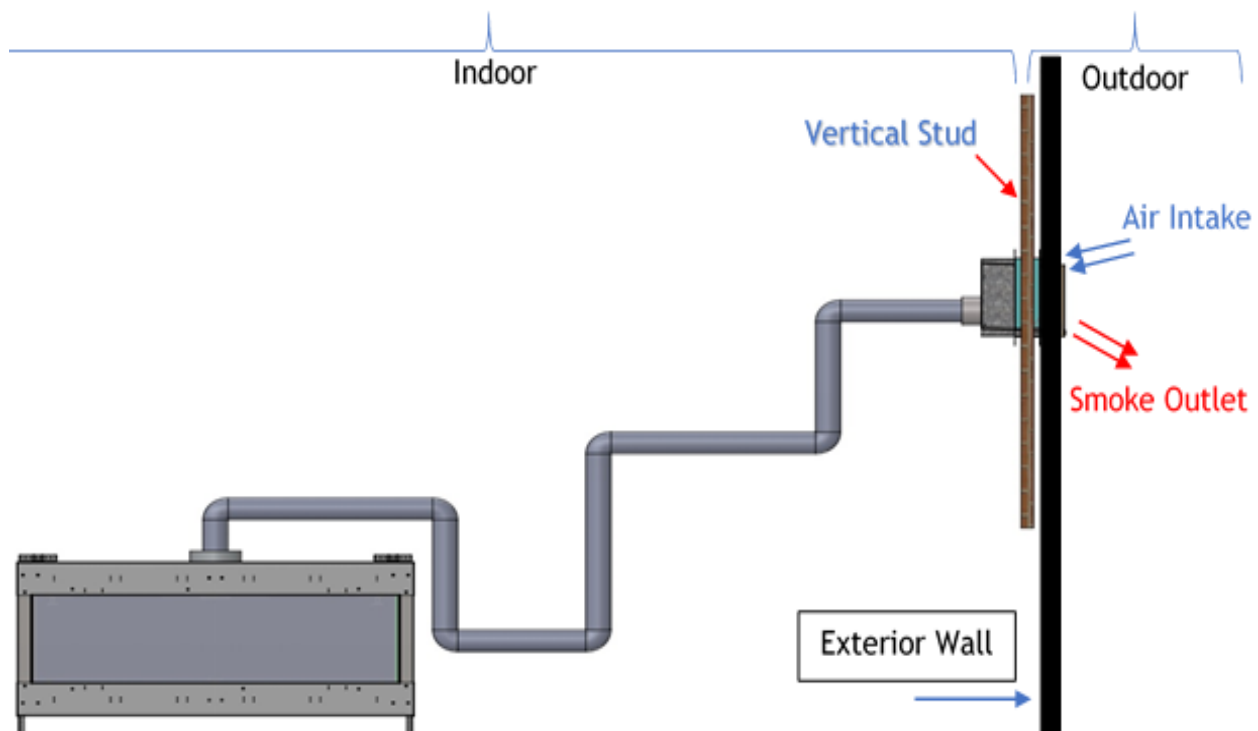 Indoor
Outdoor
Vertical Stud
Air Intake
Smoke Outlet
Exterior Wall